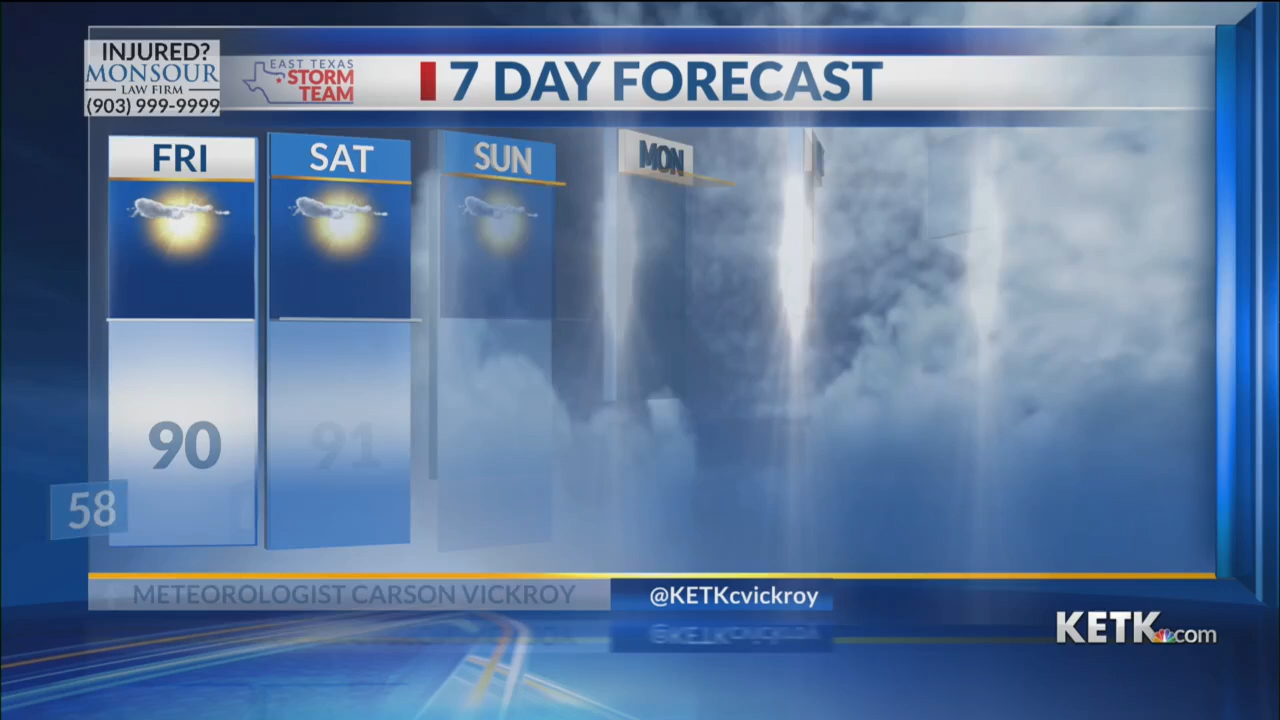 INJURED?
MONSOUR
LAW FIRM
(903) 999-9999
EAST TEXAS
STORM
TEAM
7 DAY FORECAST
FRI
SAT
SUN
MON
90
91
58
METEOROLOGIST CARSON VICKROY
@KETKcvickroy
KETK.com